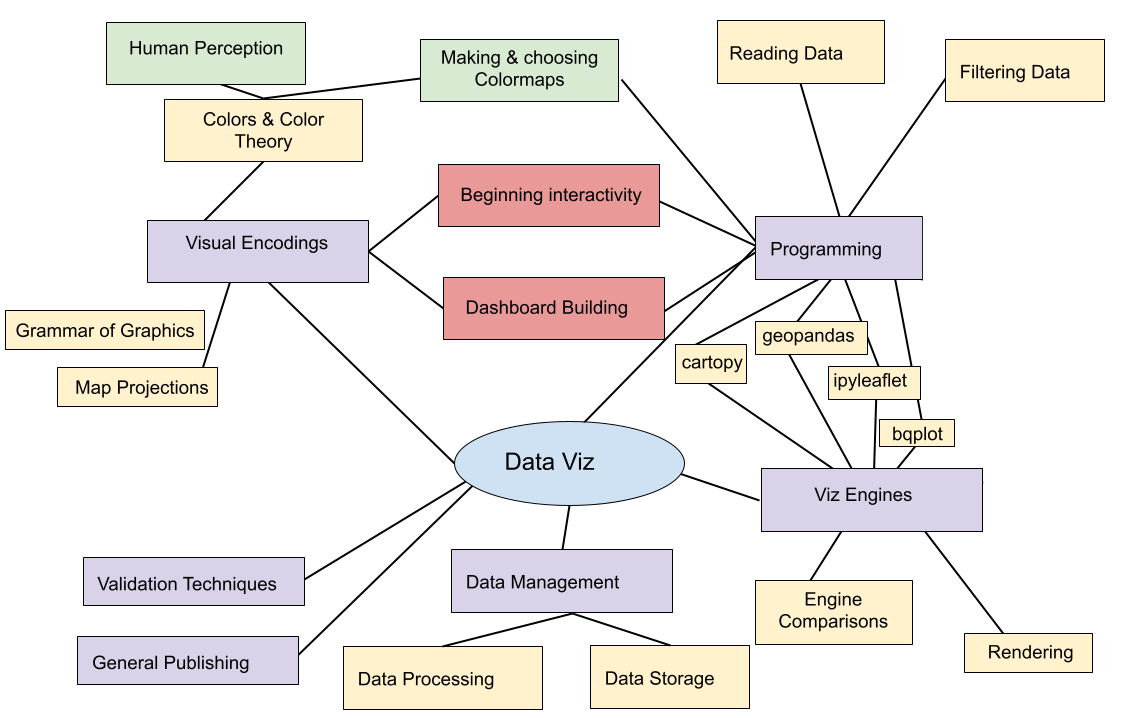 Human Perception
Making & choosing
Colormaps
Reading Data
Filtering Data
Colors & Color
Theory
Beginning interactivity
Visual Encodings
Programming
Dashboard Building
Grammar of Graphics
geopandas
cartopy
Map Projections
ipyleaflet
bqplot
Data Viz
Viz Engines
Validation Techniques
Data Management
Engine
Comparisons
General Publishing
Data Processing
Data Storage
Rendering